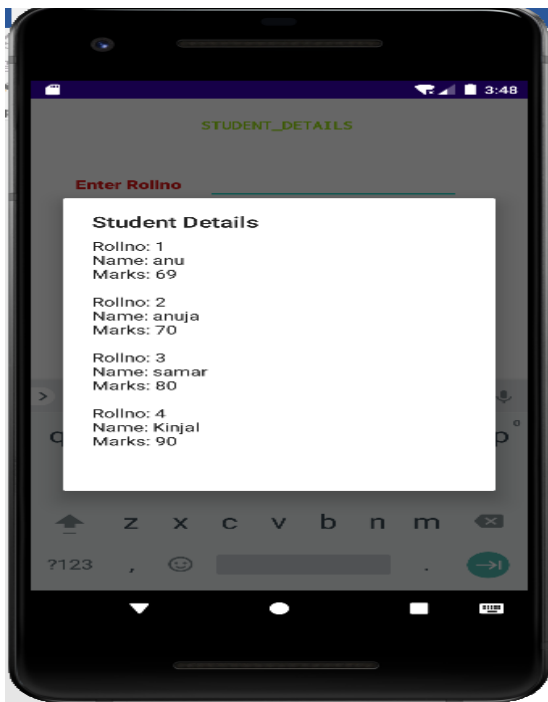 3:48
STUDENT_DETAILS
Enter Rollno
Student Details
Rollno: 1
Name: anu
Marks: 69
Rollno: 2
Name: anuja
Marks: 70
Rollno: 3
Name: samar
Marks: 80
Rollno: 4
Name: Kinjal
Marks: 90
q p
z x c v b n m
?123 , .